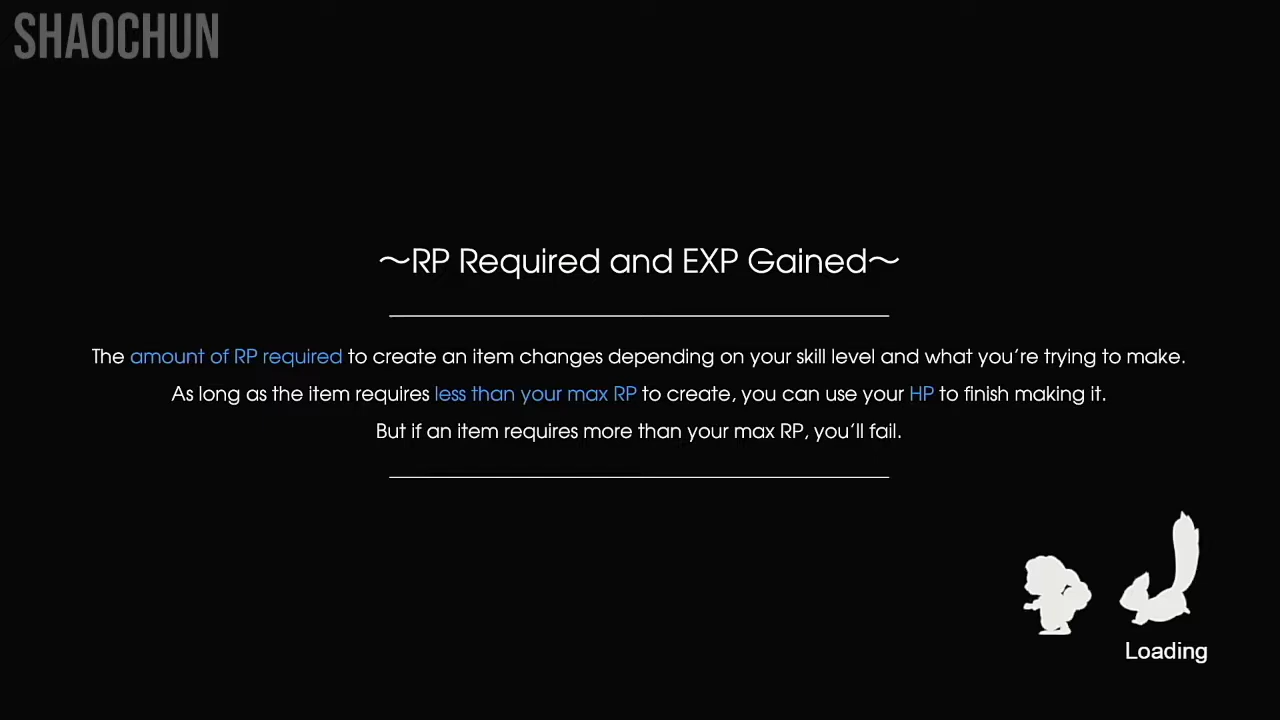 SHAOCHUN
～RP Required and EXP Gained～
The amount of RP required to create an item changes depending on your skill level and what you’re trying to make.
As long as the item requires less than your max RP to create, you can use your HP to finish making it.
But if an item requires more than your max RP, you’ll fail.
Loading